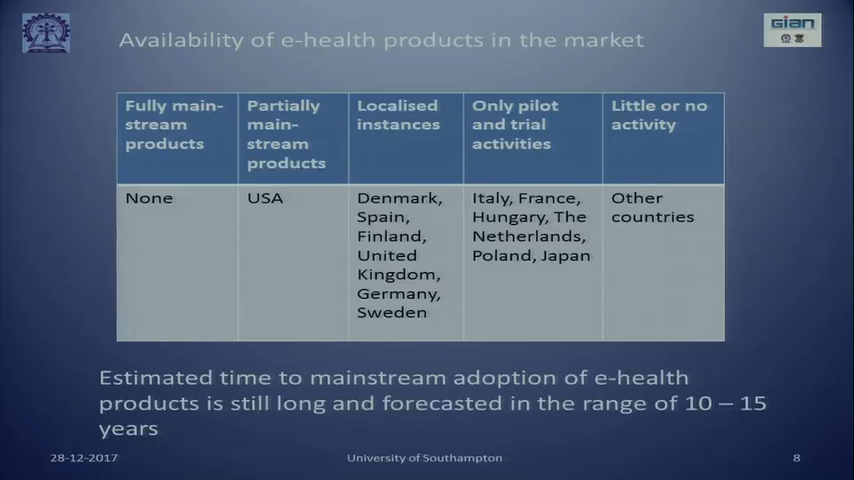 GIAN
Availability of e-health products in the market
Fully main-
stream
products
Partially
main-
stream
products
Localised
instances
Only pilot
and trial
activities
Little or no
activity
None
USA
Denmark,
Spain,
Finland,
United
Kingdom,
Germany,
Sweden
Italy, France,
Hungary, The
Netherlands,
Poland, Japan
Other
countries
Estimated time to mainstream adoption of e-health
products is still long and forecasted in the range of 10 – 15
years
28-12-2017
University of Southampton
8